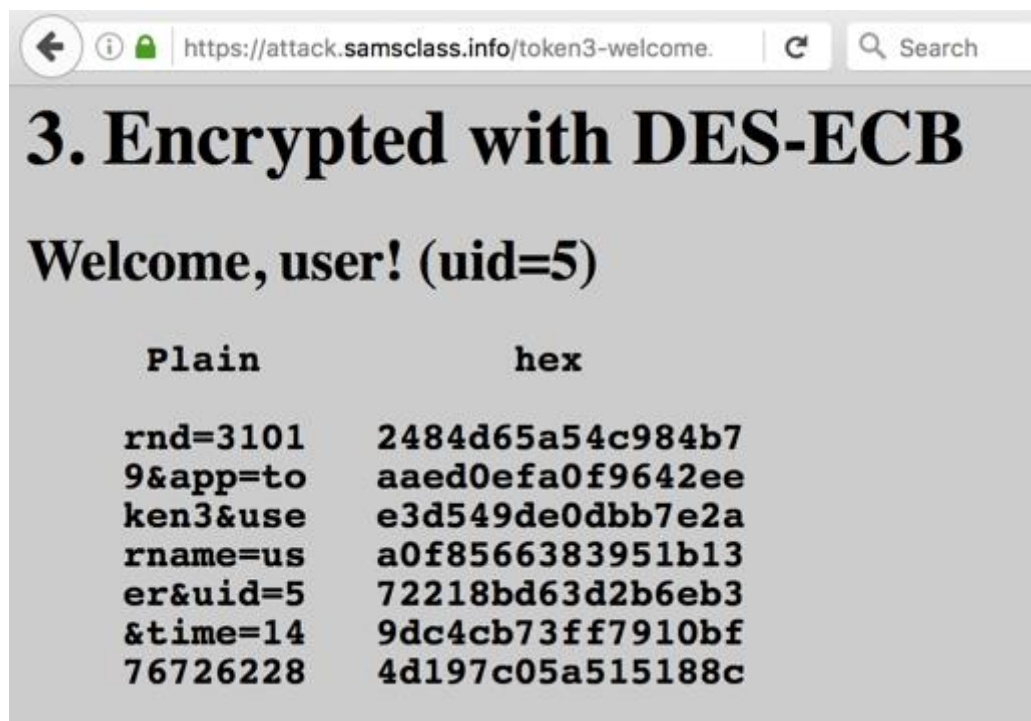 https://attack.samsclass.info/token3-welcome. Search
3. Encrypted with DES-ECB
Welcome, user! (uid=5)
Plain hex
rnd=3101 2484d65a54c984b7
9&app=to aaed0efa0f9642ee
ken3&use e3d549de0dbb7e2a
rname=us a0f8566383951b13
er&uid=5 72218bd63d2b6eb3
&time=14 9dc4cb73ff7910bf
76726228 4d197c05a515188c